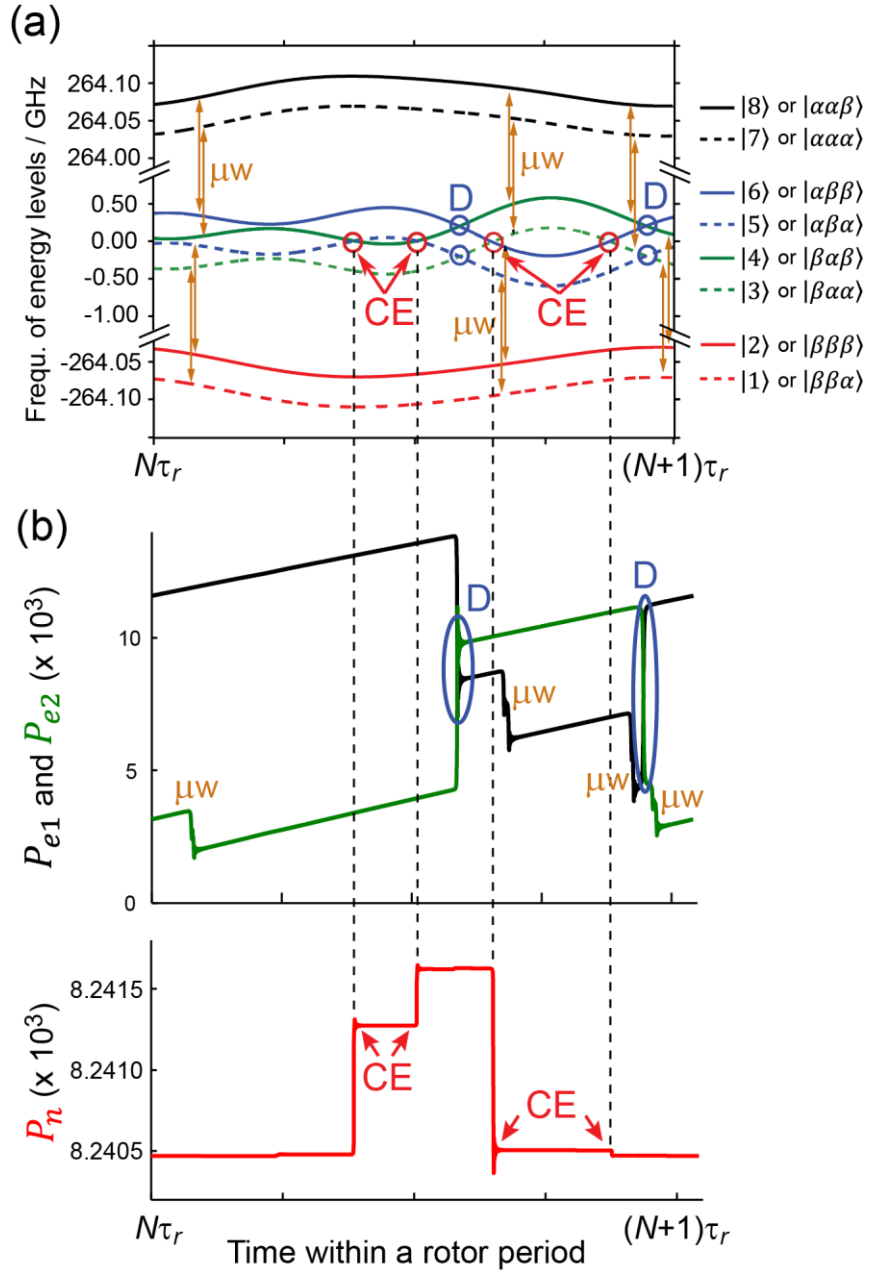 (a)
Frequ. of energy levels / GHz
264.10
264.05
264.00
0.50
0.00
-0.50
-1.00
-264.05
-264.10
μw
μw
D
D
CE
CE
μw
|8⟩ or |ααβ⟩
|7⟩ or |ααα⟩
|6⟩ or |αββ⟩
|5⟩ or |αβα⟩
|4⟩ or |βαβ⟩
|3⟩ or |βαα⟩
|2⟩ or |βββ⟩
|1⟩ or |ββα⟩
Nτr
(N+1)τr
(b)
Pe1 and Pe2 (x 10³)
10
5
0
D
D
μw
μw
μw
μw
Pn (x 10³)
8.2415
8.2410
8.2405
CE
CE
Nτr
(N+1)τr
Time within a rotor period